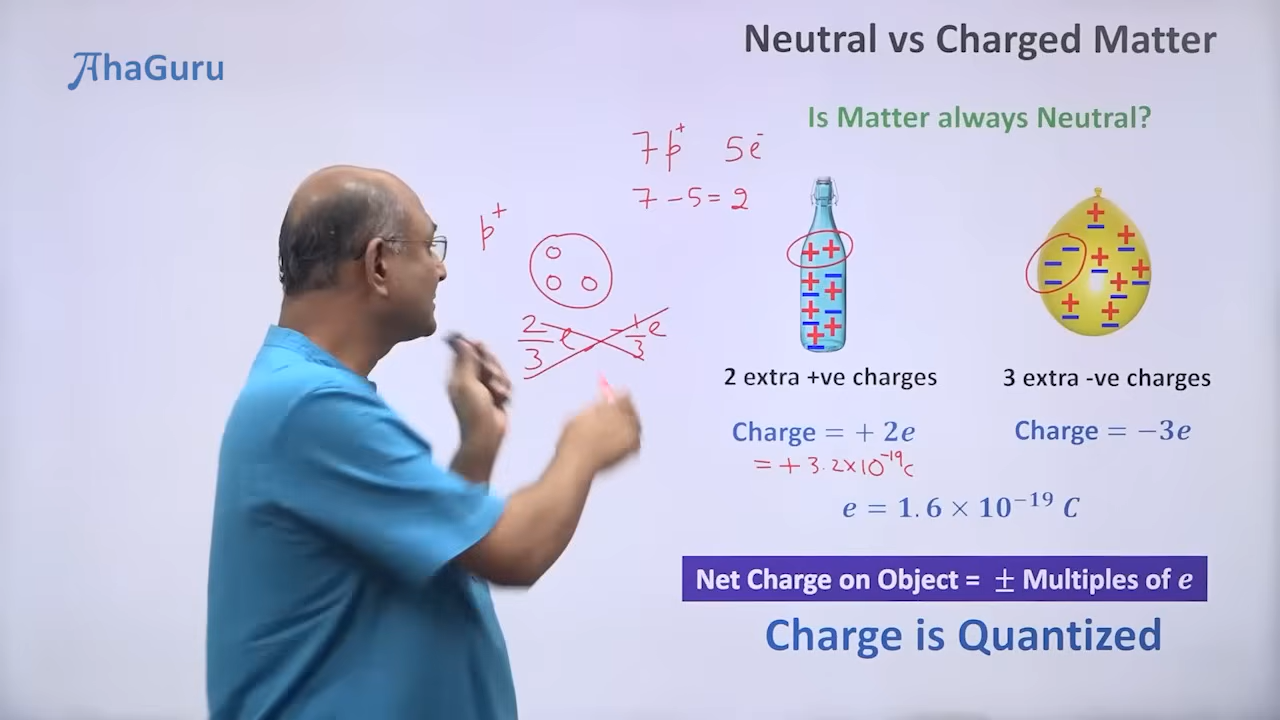 AhaGuru
Neutral vs Charged Matter
Is Matter always Neutral?
7p⁺ 5e⁻
7 - 5 = 2
p⁺
2/3 e -1/3 e
2 extra +ve charges
3 extra -ve charges
Charge = + 2e
Charge = −3e
= + 3.2×10⁻¹⁹C
e = 1.6 × 10⁻¹⁹ C
Net Charge on Object = ± Multiples of e
Charge is Quantized